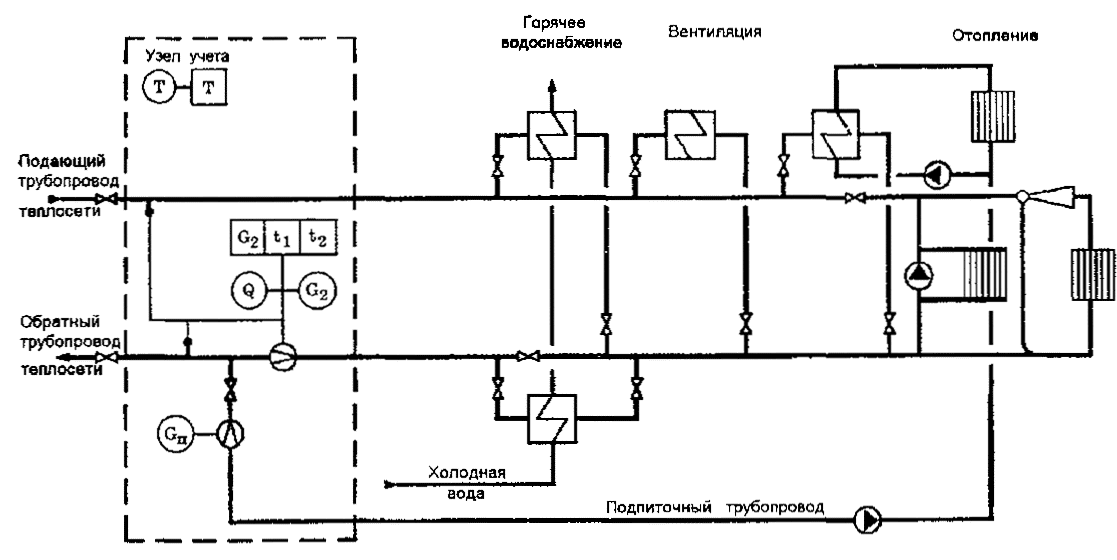 Горячее
водоснабжение
Вентиляция
Отопление
Узел учета
T
T
Подающий
трубопровод
теплосети
G₂ t₁ t₂
Q
G₂
Обратный
трубопровод
теплосети
Gп
Холодная
вода
Подпиточный трубопровод